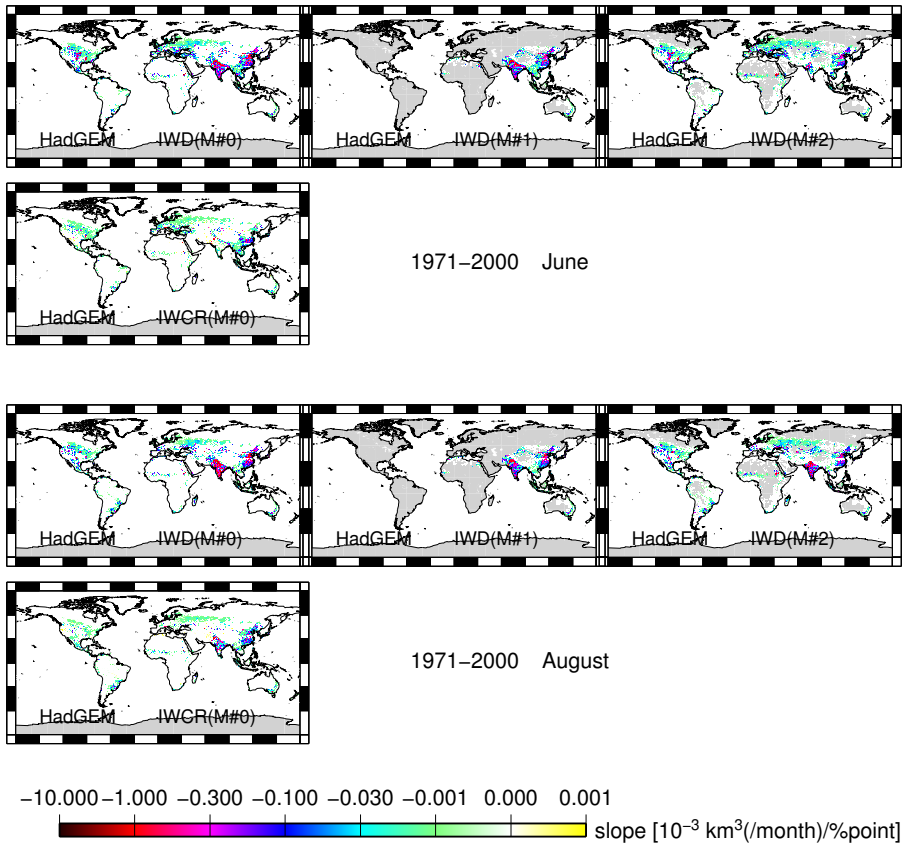 HadGEM IWD(M#0) HadGEM IWD(M#1) HadGEM IWD(M#2)
HadGEM IWCR(M#0)
1971−2000 June
HadGEM IWD(M#0) HadGEM IWD(M#1) HadGEM IWD(M#2)
HadGEM IWCR(M#0)
1971−2000 August
−10.000 −1.000 −0.300 −0.100 −0.030 −0.001 0.000 0.001
slope [10⁻³ km³(/month)/%point]